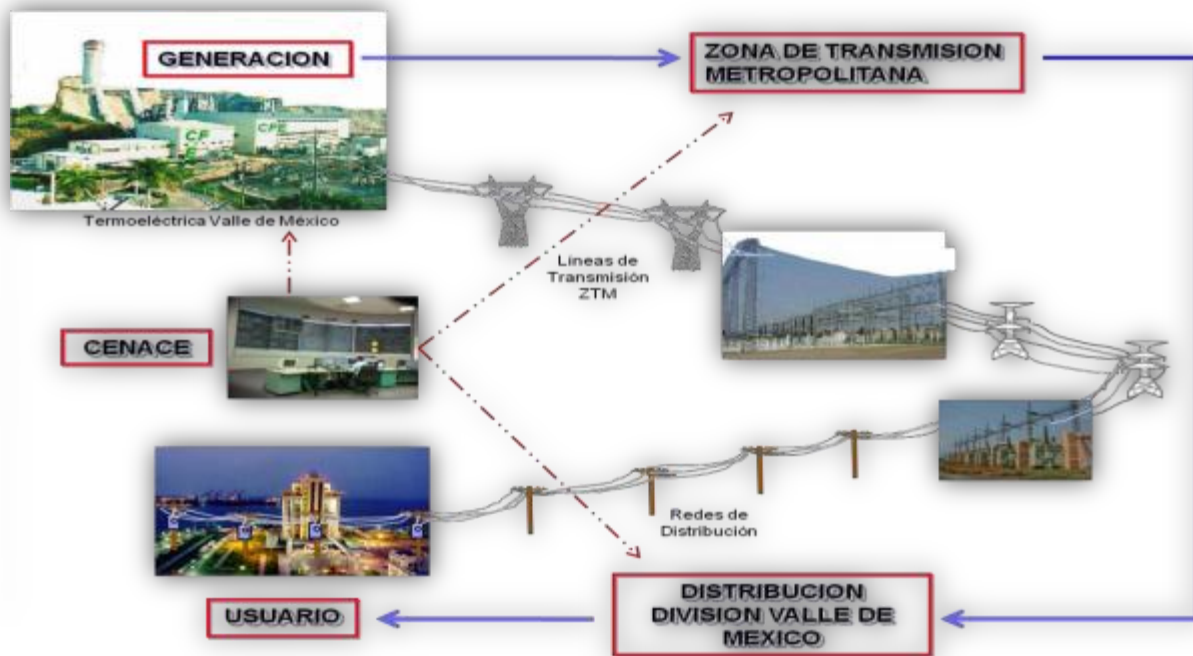 GENERACION
ZONA DE TRANSMISION
METROPOLITANA
CFE
Termoeléctrica Valle de México
Líneas de
Transmisión
ZTM
CENACE
Redes de
Distribución
DISTRIBUCION
DIVISION VALLE DE
MEXICO
USUARIO